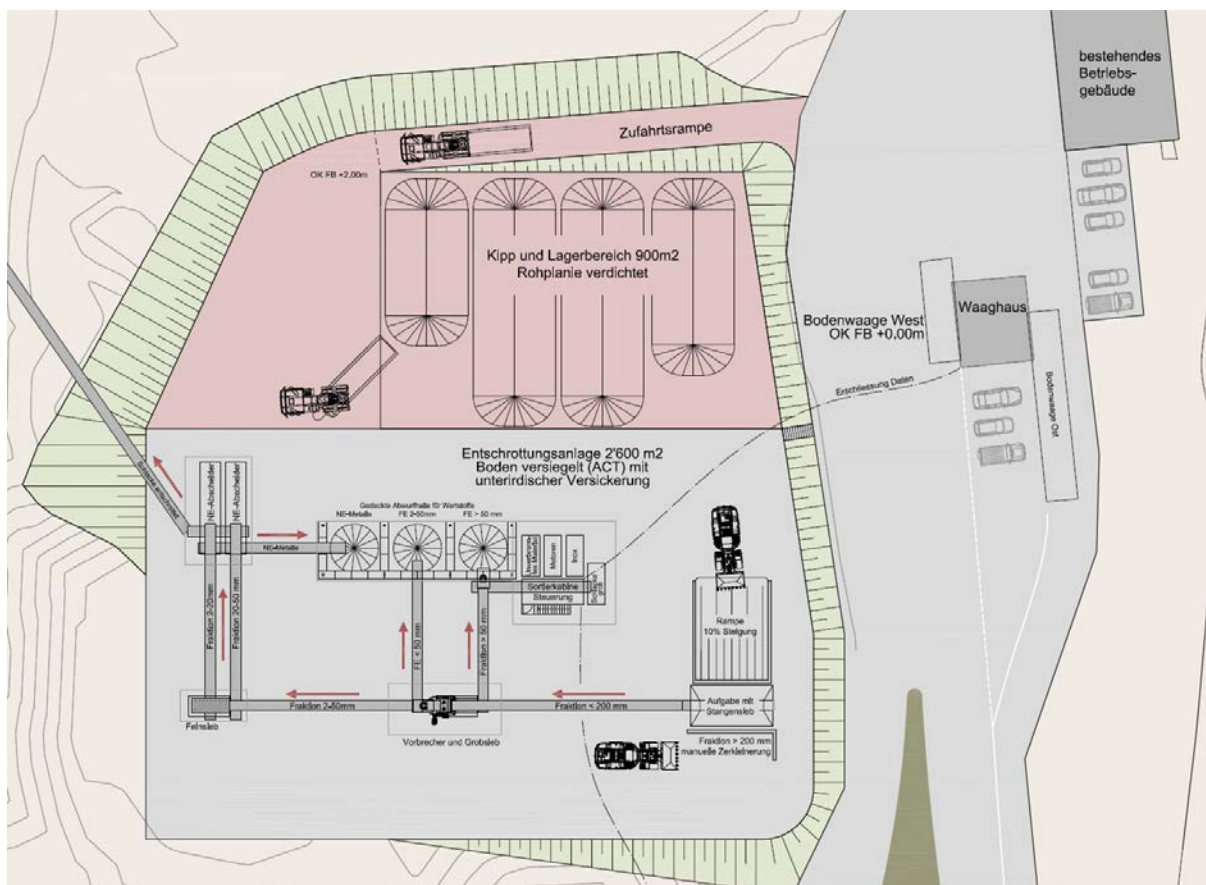 bestehendes
Betriebs-
gebäude
Zufahrtsrampe
OK FB +2,00m
Kipp und Lagerbereich 900m2
Rohplanie verdichtet
Waaghaus
Bodenwaage West
OK FB +0,00m
Bodenwaage Ost
Erschliessung Daten
Entschrottungsanlage 2'600 m2
Boden versiegelt (ACT) mit
unterirdischer Versickerung
NE-Abscheider
NE-Abscheider
Gedeckte Abwurfhalle für Wertstoffe
NE-Metalle
FE 2-50mm
FE > 50 mm
NE-Metalle
Motoren
Inox
Sortierkabine
Steuerung
Rampe
10% Steigung
Fraktion 2-20mm
Fraktion 20-50 mm
FE < 50 mm
Fraktion > 50 mm
Fraktion 2-50mm
Fraktion < 200 mm
Aufgabe mit
Stangensieb
Feinsieb
Vorbrecher und Grobsieb
Fraktion > 200 mm
manuelle Zerkleinerung